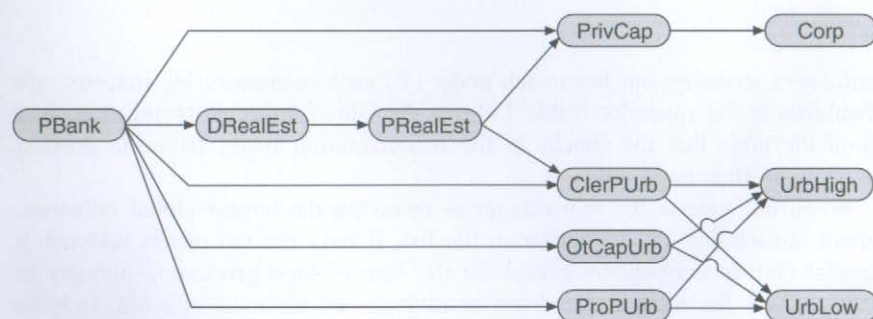 PrivCap
Corp
PBank
DRealEst
PRealEst
ClerPUrb
UrbHigh
OtCapUrb
ProPUrb
UrbLow